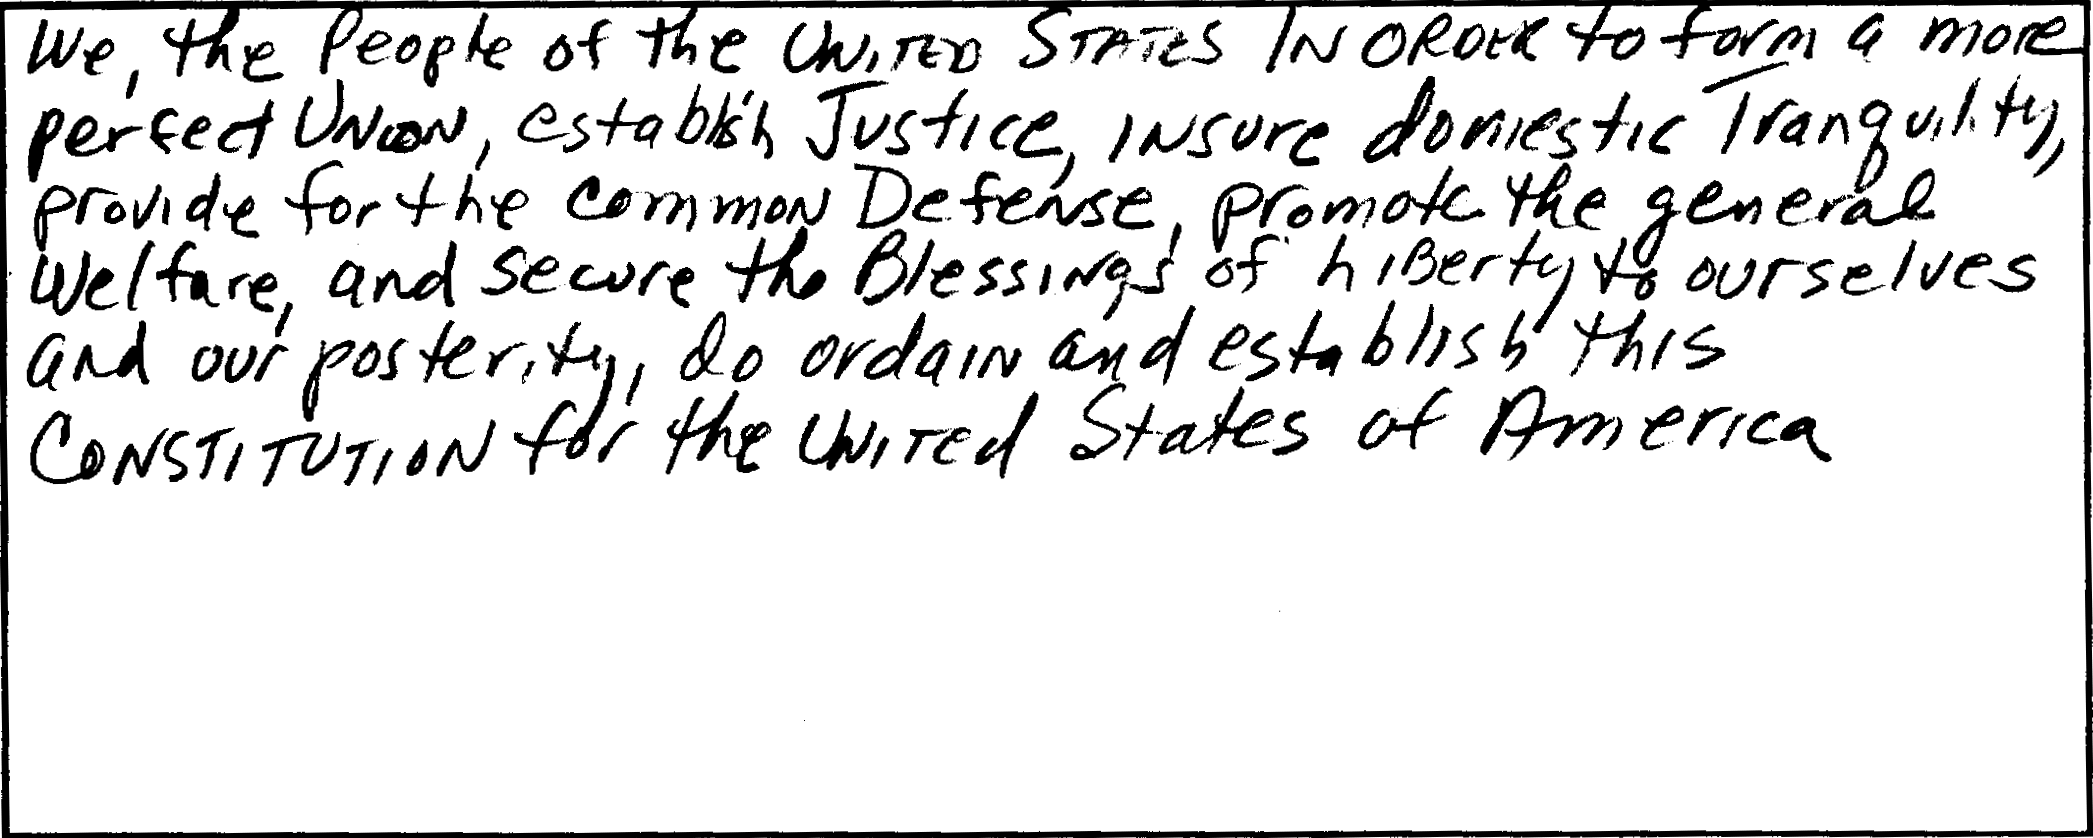 We, the People of the UNITED STATES IN ORDER to form a more
perfect UNION, establish Justice, insure domestic Tranquility,
provide for the common Defense, promote the general
Welfare, and secure the Blessings of Liberty to ourselves
and our posterity, do ordain and establish this
CONSTITUTION for the United States of America